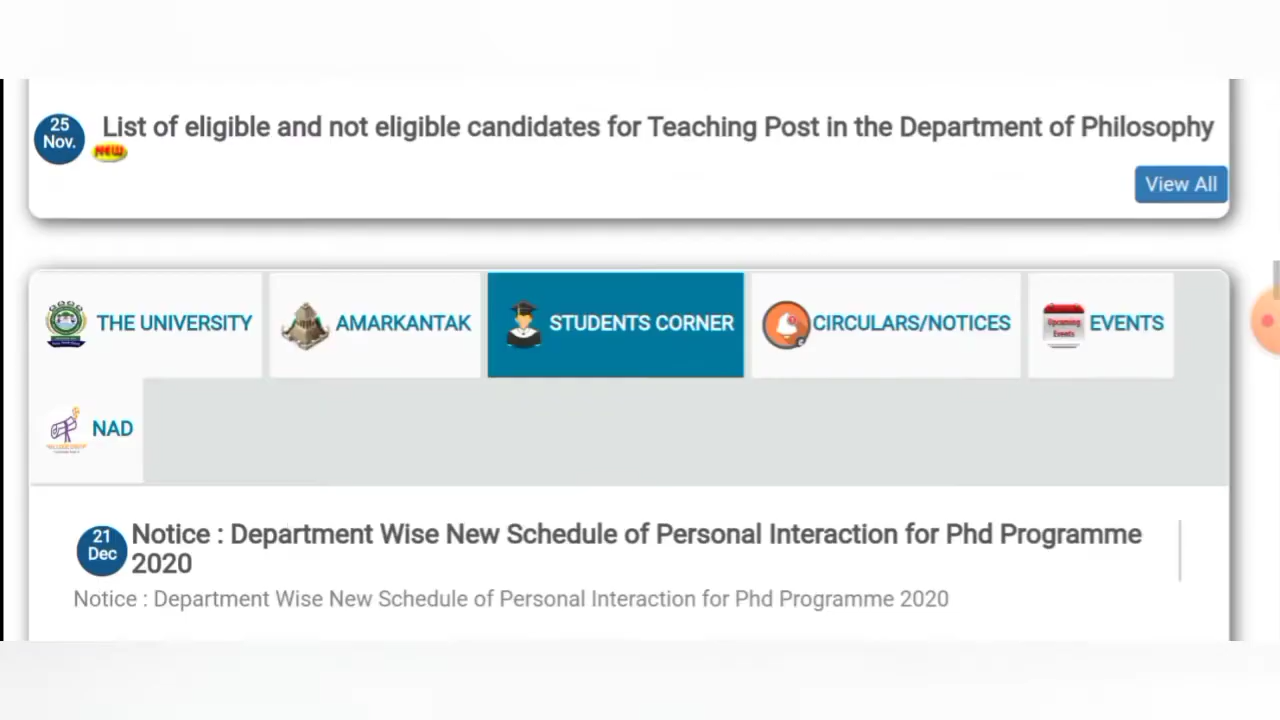 25
Nov.
List of eligible and not eligible candidates for Teaching Post in the Department of Philosophy
NEW
View All
THE UNIVERSITY
AMARKANTAK
STUDENTS CORNER
CIRCULARS/NOTICES
Upcoming
Events
EVENTS
NAD
21
Dec
Notice : Department Wise New Schedule of Personal Interaction for Phd Programme
2020
Notice : Department Wise New Schedule of Personal Interaction for Phd Programme 2020